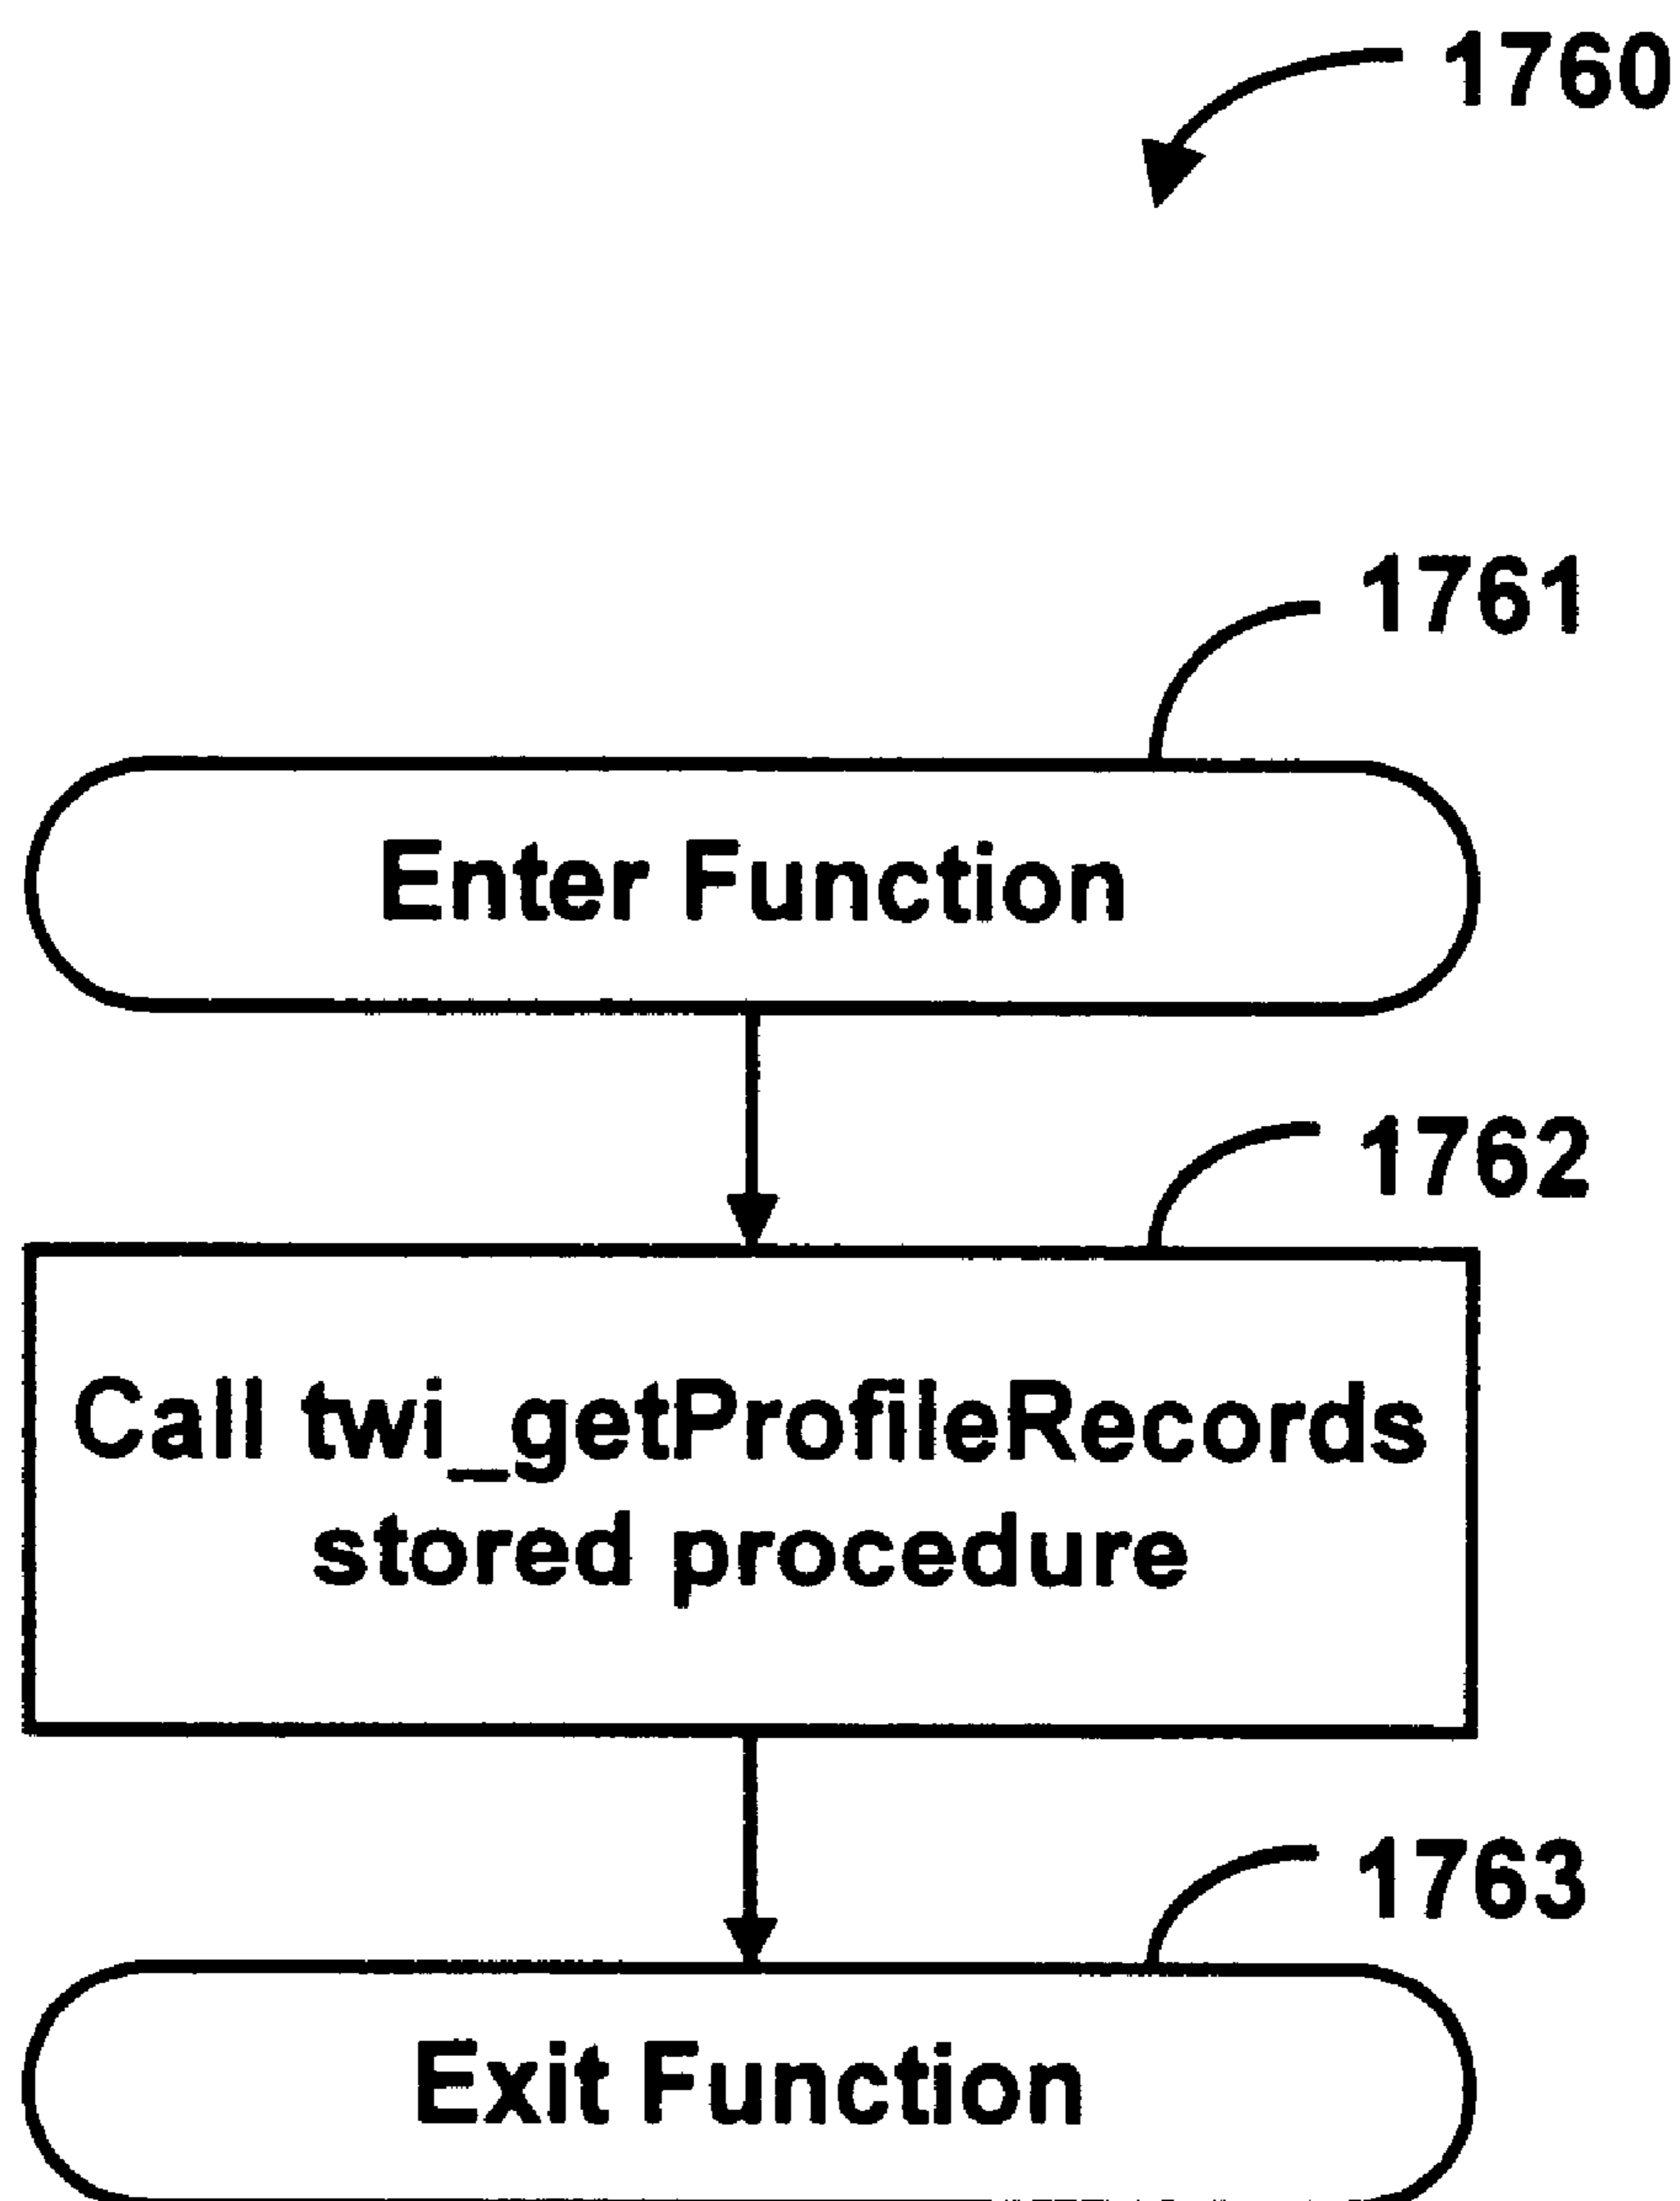 1760
1761
Enter Function
1762
Call twi_getProfileRecords
stored procedure
1763
Exit Function